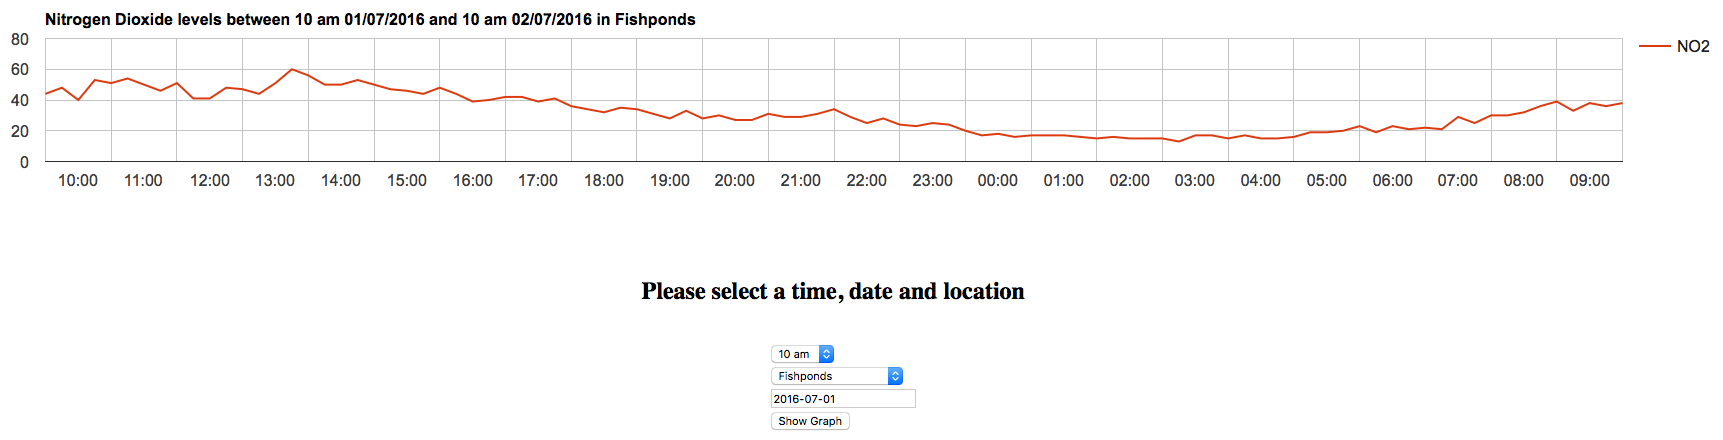 Nitrogen Dioxide levels between 10 am 01/07/2016 and 10 am 02/07/2016 in Fishponds
80
NO2
60
40
20
0
10:00 11:00 12:00 13:00 14:00 15:00 16:00 17:00 18:00 19:00 20:00 21:00 22:00 23:00 00:00 01:00 02:00 03:00 04:00 05:00 06:00 07:00 08:00 09:00
Please select a time, date and location
10 am
Fishponds
2016-07-01
Show Graph